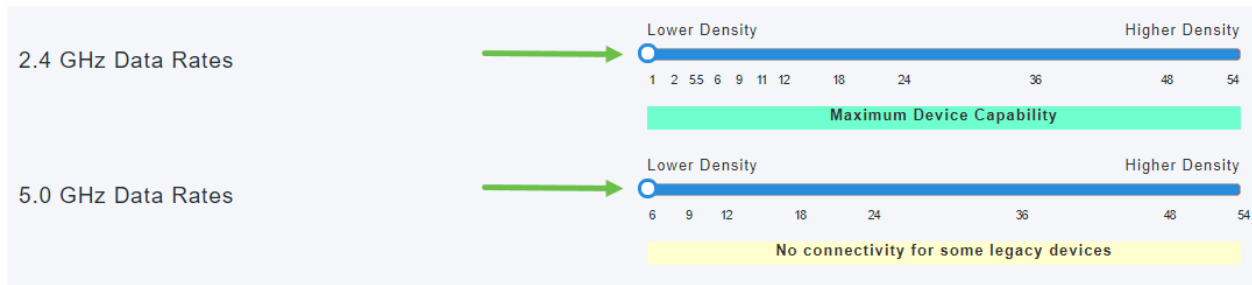 Lower Density Higher Density
2.4 GHz Data Rates
1 2 5.5 6 9 11 12 18 24 36 48 54
Maximum Device Capability
Lower Density Higher Density
5.0 GHz Data Rates
6 9 12 18 24 36 48 54
No connectivity for some legacy devices